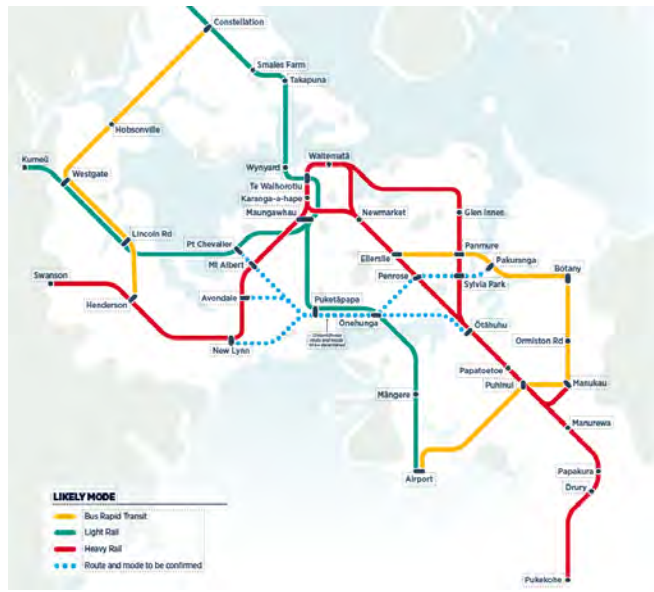 Constellation
Smales Farm
Takapuna
Hobsonville
Kumeū
Westgate
Wynyard
Waitematā
Te Waihorotiu
Karanga-a-hape
Maungawhau
Newmarket
Glen Innes
Lincoln Rd
Pt Chevalier
Mt Albert
Ellerslie
Panmure
Pakuranga
Botany
Swanson
Henderson
Avondale
Penrose
Sylvia Park
Puketāpapa
Onehunga
Ōtāhuhu
New Lynn
Ormiston Rd
Papatoetoe
Puhinui
Manukau
Māngere
Manurewa
Airport
Papakura
Drury
Pukekohe
LIKELY MODE
Bus Rapid Transit
Light Rail
Heavy Rail
Route and mode to be confirmed